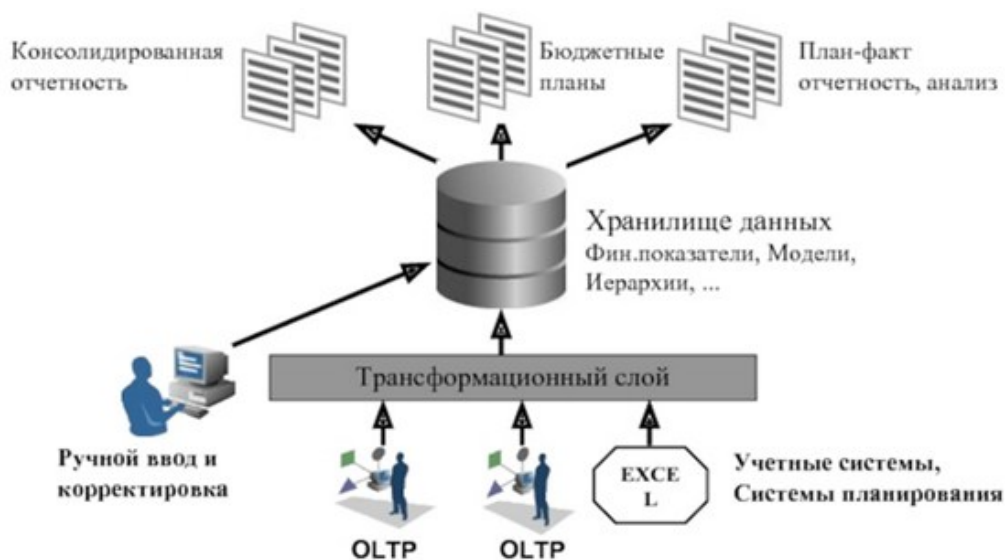 Консолидированная
отчетность
Бюджетные
планы
План-факт
отчетность, анализ
Хранилище данных
Фин.показатели, Модели,
Иерархии, ...
Трансформационный слой
Ручной ввод и
корректировка
EXCE
L
Учетные системы,
Системы планирования
OLTP
OLTP